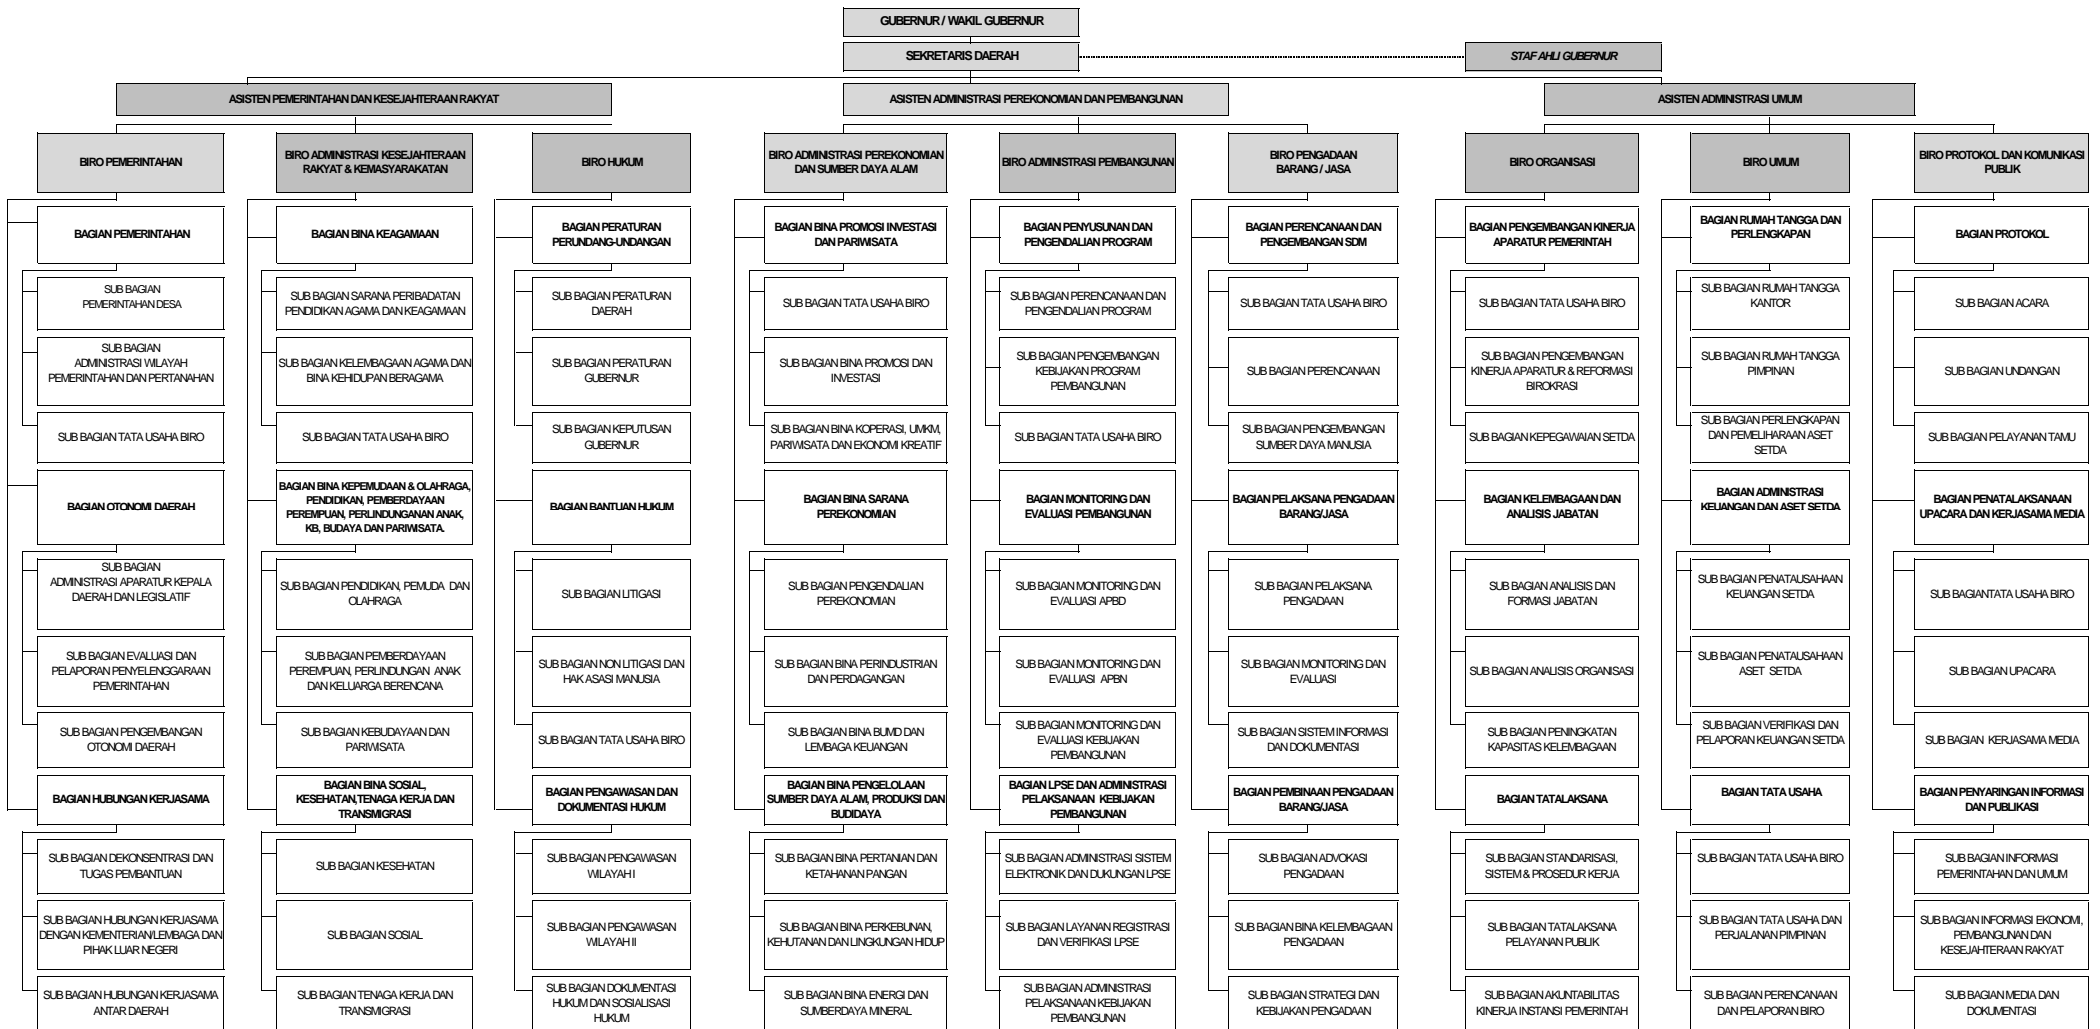 GUBERNUR / WAKIL GUBERNUR
SEKRETARIS DAERAH
STAF AHLI GUBERNUR
ASISTEN PEMERINTAHAN DAN KESEJAHTERAAN RAKYAT
ASISTEN ADMINISTRASI PEREKONOMIAN DAN PEMBANGUNAN
ASISTEN ADMINISTRASI UMUM
BIRO PEMERINTAHAN
BIRO ADMINISTRASI KESEJAHTERAAN
RAKYAT & KEMASYARAKATAN
BIRO HUKUM
BIRO ADMINISTRASI PEREKONOMIAN
DAN SUMBER DAYA ALAM
BIRO ADMINISTRASI PEMBANGUNAN
BIRO PENGADAAN
BARANG / JASA
BIRO ORGANISASI
BIRO UMUM
BIRO PROTOKOL DAN KOMUNIKASI
PUBLIK
BAGIAN PEMERINTAHAN
BAGIAN BINA KEAGAMAAN
BAGIAN PERATURAN
PERUNDANG-UNDANGAN
BAGIAN BINA PROMOSI INVESTASI
DAN PARIWISATA
BAGIAN PENYUSUNAN DAN
PENGENDALIAN PROGRAM
BAGIAN PERENCANAAN DAN
PENGEMBANGAN SDM
BAGIAN PENGEMBANGAN KINERJA
APARATUR PEMERINTAH
BAGIAN RUMAH TANGGA DAN
PERLENGKAPAN
BAGIAN PROTOKOL
SUB BAGIAN
PEMERINTAHAN DESA
SUB BAGIAN SARANA PERIBADATAN
PENDIDIKAN AGAMA DAN KEAGAMAAN
SUB BAGIAN PERATURAN
DAERAH
SUB BAGIAN TATA USAHA BIRO
SUB BAGIAN PERENCANAAN DAN
PENGENDALIAN PROGRAM
SUB BAGIAN TATA USAHA BIRO
SUB BAGIAN TATA USAHA BIRO
SUB BAGIAN RUMAH TANGGA
KANTOR
SUB BAGIAN ACARA
SUB BAGIAN
ADMINISTRASI WILAYAH
PEMERINTAHAN DAN PERTANAHAN
SUB BAGIAN KELEMBAGAAN AGAMA DAN
BINA KEHIDUPAN BERAGAMA
SUB BAGIAN PERATURAN
GUBERNUR
SUB BAGIAN BINA PROMOSI DAN
INVESTASI
SUB BAGIAN PENGEMBANGAN
KEBIJAKAN PROGRAM
PEMBANGUNAN
SUB BAGIAN PERENCANAAN
SUB BAGIAN PENGEMBANGAN
KINERJA APARATUR & REFORMASI
BIROKRASI
SUB BAGIAN RUMAH TANGGA
PIMPINAN
SUB BAGIAN UNDANGAN
SUB BAGIAN TATA USAHA BIRO
SUB BAGIAN TATA USAHA BIRO
SUB BAGIAN KEPUTUSAN
GUBERNUR
SUB BAGIAN BINA KOPERASI, UMKM,
PARIWISATA DAN EKONOMI KREATIF
SUB BAGIAN TATA USAHA BIRO
SUB BAGIAN PENGEMBANGAN
SUMBER DAYA MANUSIA
SUB BAGIAN KEPEGAWAIAN SETDA
SUB BAGIAN PERLENGKAPAN
DAN PEMELIHARAAN ASET
SETDA
SUB BAGIAN PELAYANAN TAMU
BAGIAN OTONOMI DAERAH
BAGIAN BINA KEPEMUDAAN & OLAHRAGA,
PENDIDIKAN, PEMBERDAYAAN
PEREMPUAN, PERLINDUNGANAN ANAK,
KB, BUDAYA DAN PARIWISATA.
BAGIAN BANTUAN HUKUM
BAGIAN BINA SARANA
PEREKONOMIAN
BAGIAN MONITORING DAN
EVALUASI PEMBANGUNAN
BAGIAN PELAKSANA PENGADAAN
BARANG/JASA
BAGIAN KELEMBAGAAN DAN
ANALISIS JABATAN
BAGIAN ADMINISTRASI
KEUANGAN DAN ASET SETDA
BAGIAN PENATALAKSANAAN
UPACARA DAN KERJASAMA MEDIA
SUB BAGIAN
ADMINISTRASI APARATUR KEPALA
DAERAH DAN LEGISLATIF
SUB BAGIAN PENDIDIKAN, PEMUDA DAN
OLAHRAGA
SUB BAGIAN LITIGASI
SUB BAGIAN PENGENDALIAN
PEREKONOMIAN
SUB BAGIAN MONITORING DAN
EVALUASI APBD
SUB BAGIAN PELAKSANA
PENGADAAN
SUB BAGIAN ANALISIS DAN
FORMASI JABATAN
SUB BAGIAN PENATAUSAHAAN
KEUANGAN SETDA
SUB BAGIANTATA USAHA BIRO
SUB BAGIAN EVALUASI DAN
PELAPORAN PENYELENGGARAAN
PEMERINTAHAN
SUB BAGIAN PEMBERDAYAAN
PEREMPUAN, PERLINDUNGAN ANAK
DAN KELUARGA BERENCANA
SUB BAGIAN NON LITIGASI DAN
HAK ASASI MANUSIA
SUB BAGIAN BINA PERINDUSTRIAN
DAN PERDAGANGAN
SUB BAGIAN MONITORING DAN
EVALUASI APBN
SUB BAGIAN MONITORING DAN
EVALUASI
SUB BAGIAN ANALISIS ORGANISASI
SUB BAGIAN PENATAUSAHAAN
ASET SETDA
SUB BAGIAN UPACARA
SUB BAGIAN PENGEMBANGAN
OTONOMI DAERAH
SUB BAGIAN KEBUDAYAAN DAN
PARIWISATA
SUB BAGIAN TATA USAHA BIRO
SUB BAGIAN BINA BUMD DAN
LEMBAGA KEUANGAN
SUB BAGIAN MONITORING DAN
EVALUASI KEBIJAKAN
PEMBANGUNAN
SUB BAGIAN SISTEM INFORMASI
DAN DOKUMENTASI
SUB BAGIAN PENINGKATAN
KAPASITAS KELEMBAGAAN
SUB BAGIAN VERIFIKASI DAN
PELAPORAN KEUANGAN SETDA
SUB BAGIAN KERJASAMA MEDIA
BAGIAN HUBUNGAN KERJASAMA
BAGIAN BINA SOSIAL,
KESEHATAN,TENAGA KERJA DAN
TRANSMIGRASI
BAGIAN PENGAWASAN DAN
DOKUMENTASI HUKUM
BAGIAN BINA PENGELOLAAN
SUMBER DAYA ALAM, PRODUKSI DAN
BUDIDAYA
BAGIAN LPSE DAN ADMINISTRASI
PELAKSANAAN KEBIJAKAN
PEMBANGUNAN
BAGIAN PEMBINAAN PENGADAAN
BARANG/JASA
BAGIAN TATALAKSANA
BAGIAN TATA USAHA
BAGIAN PENYARINGAN INFORMASI
DAN PUBLIKASI
SUB BAGIAN DEKONSENTRASI DAN
TUGAS PEMBANTUAN
SUB BAGIAN KESEHATAN
SUB BAGIAN PENGAWASAN
WILAYAH I
SUB BAGIAN BINA PERTANIAN DAN
KETAHANAN PANGAN
SUB BAGIAN ADMINISTRASI SISTEM
ELEKTRONIK DAN DUKUNGAN LPSE
SUB BAGIAN ADVOKASI
PENGADAAN
SUB BAGIAN STANDARISASI,
SISTEM & PROSEDUR KERJA
SUB BAGIAN TATA USAHA BIRO
SUB BAGIAN INFORMASI
PEMERINTAHAN DAN UMUM
SUB BAGIAN HUBUNGAN KERJASAMA
DENGAN KEMENTERIAN/LEMBAGA DAN
PIHAK LUAR NEGERI
SUB BAGIAN SOSIAL
SUB BAGIAN PENGAWASAN
WILAYAH II
SUB BAGIAN BINA PERKEBUNAN,
KEHUTANAN DAN LINGKUNGAN HIDUP
SUB BAGIAN LAYANAN REGISTRASI
DAN VERIFIKASI LPSE
SUB BAGIAN BINA KELEMBAGAAN
PENGADAAN
SUB BAGIAN TATALAKSANA
PELAYANAN PUBLIK
SUB BAGIAN TATA USAHA DAN
PERJALANAN PIMPINAN
SUB BAGIAN INFORMASI EKONOMI,
PEMBANGUNAN DAN
KESEJAHTERAAN RAKYAT
SUB BAGIAN HUBUNGAN KERJASAMA
ANTAR DAERAH
SUB BAGIAN TENAGA KERJA DAN
TRANSMIGRASI
SUB BAGIAN DOKUMENTASI
HUKUM DAN SOSIALISASI
HUKUM
SUB BAGIAN BINA ENERGI DAN
SUMBERDAYA MINERAL
SUB BAGIAN ADMINISTRASI
PELAKSANAAN KEBIJAKAN
PEMBANGUNAN
SUB BAGIAN STRATEGI DAN
KEBIJAKAN PENGADAAN
SUB BAGIAN AKUNTABILITAS
KINERJA INSTANSI PEMERINTAH
SUB BAGIAN PERENCANAAN
DAN PELAPORAN BIRO
SUB BAGIAN MEDIA DAN
DOKUMENTASI